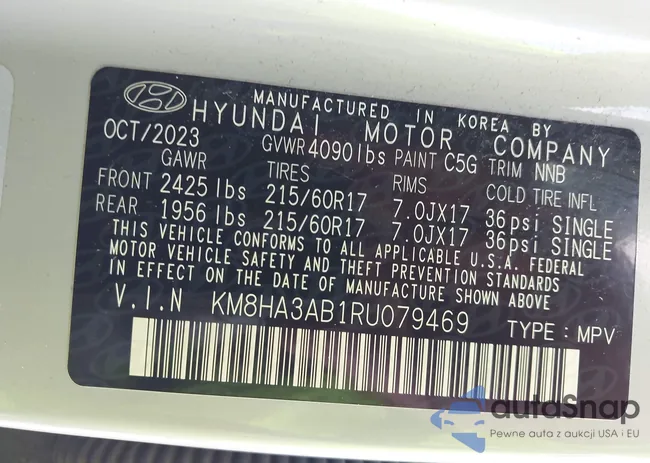 MANUFACTURED IN KOREA BY
HYUNDAI MOTOR COMPANY
OCT/2023 GVWR 4090 lbs PAINT C5G TRIM NNB
GAWR TIRES RIMS COLD TIRE INFL
FRONT 2425 lbs 215/60R17 7.0JX17 36psi SINGLE
REAR 1956 lbs 215/60R17 7.0JX17 36psi SINGLE
THIS VEHICLE CONFORMS TO ALL APPLICABLE U.S.A. FEDERAL
MOTOR VEHICLE SAFETY AND THEFT PREVENTION
STANDARDS IN EFFECT ON THE DATE OF MANUFACTURE SHOWN ABOVE
V.I.N KM8HA3AB1RU079469 TYPE : MPV
autaSnap
Pewne auta z aukcji USA i EU